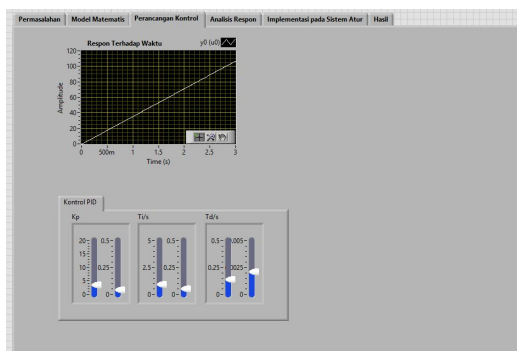 Permasalahan Model Matematis Perancangan Kontrol Analisis Respon Implementasi pada Sistem Atur Hasil
Respon Terhadap Waktu y0 (u0)
Amplitude
120
100
80
60
40
20
0
0 500m 1 1.5 2 2.5 3
Time (s)
Kontrol PID
Kp Ti/s Td/s
20 0.5 5 0.5 0.5 .005
15
10 0.25 2.5 0.25 0.25 .0025
5
0 0 0 0 0 0